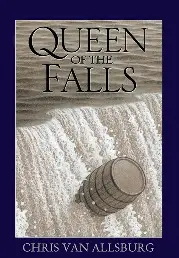 QUEEN
OF THE
FALLS
CHRIS VAN ALLSBURG